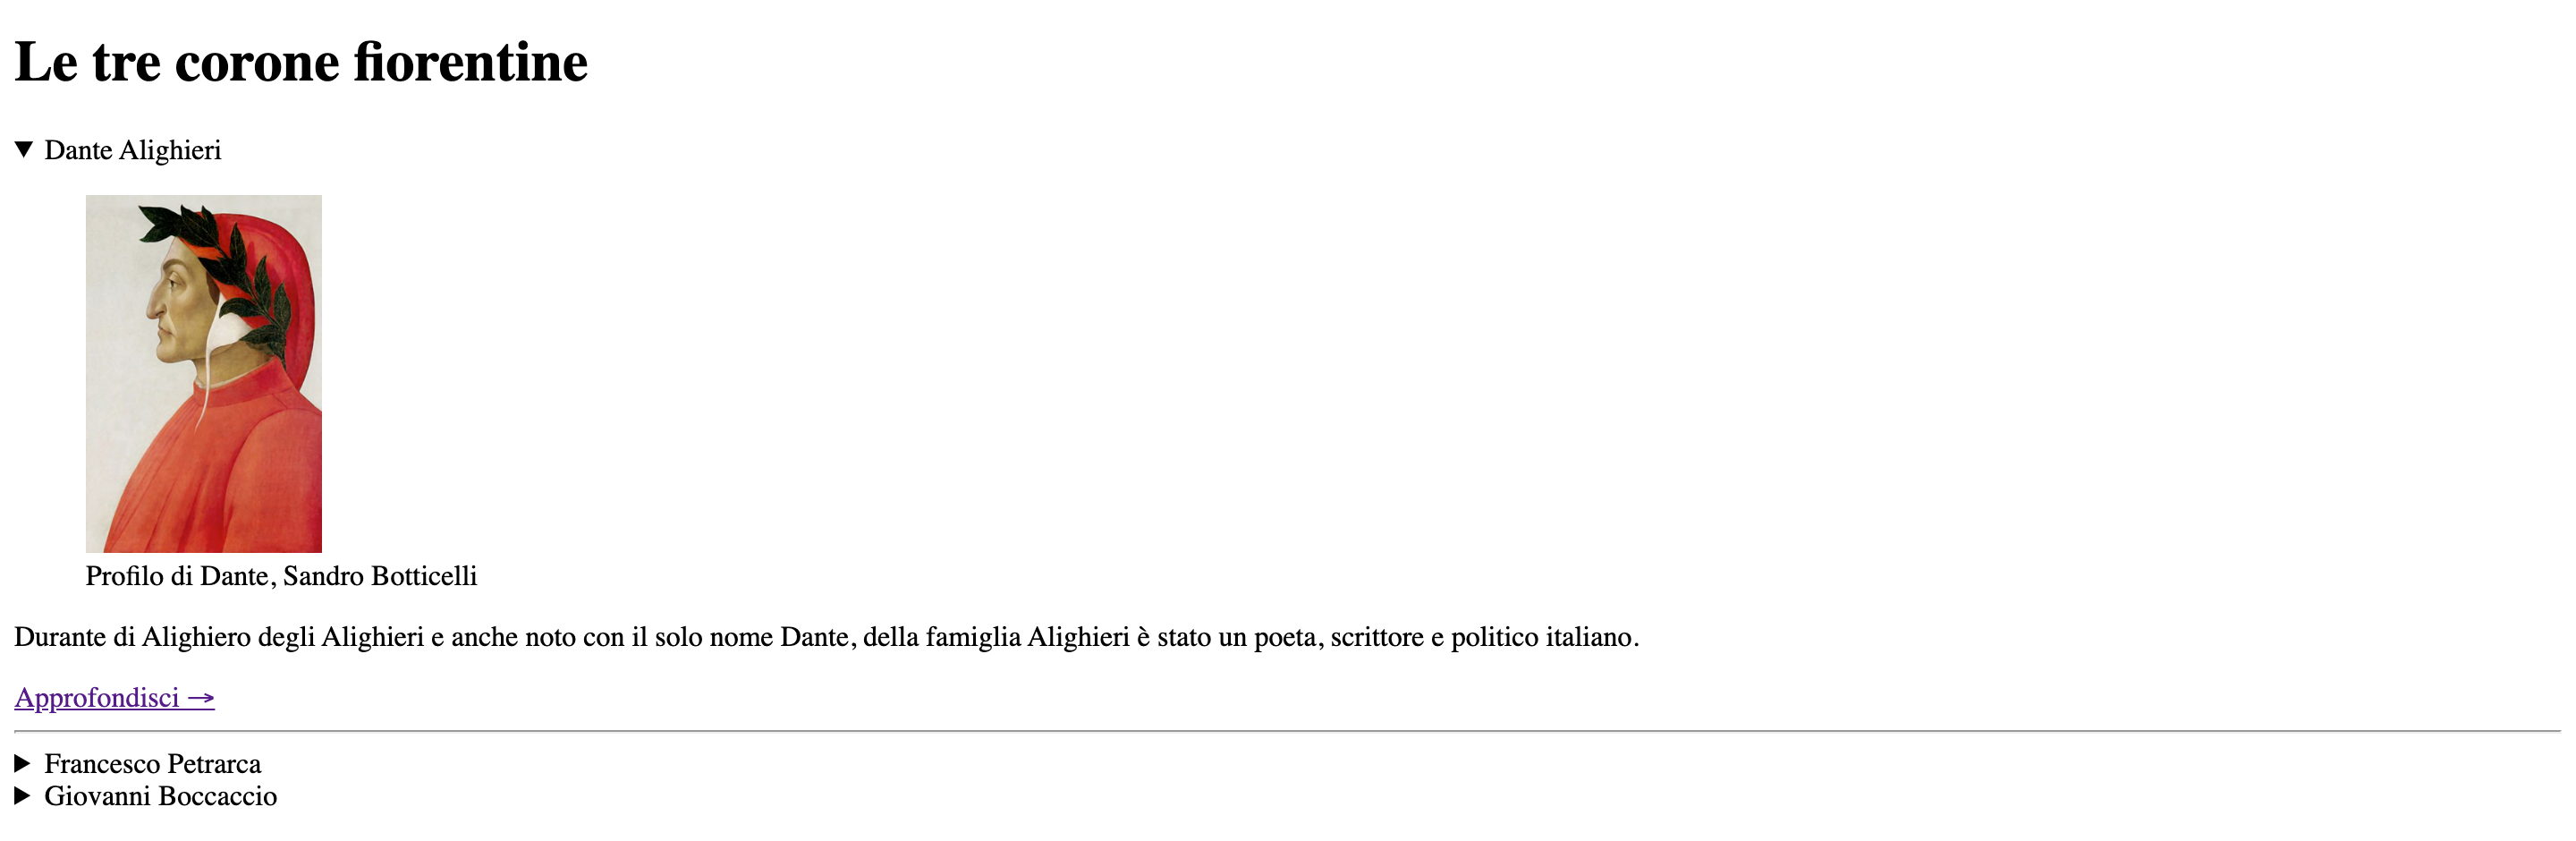 Le tre corone fiorentine
▼ Dante Alighieri
Profilo di Dante, Sandro Botticelli
Durante di Alighiero degli Alighieri e anche noto con il solo nome Dante, della famiglia Alighieri è stato un poeta, scrittore e politico italiano.
Approfondisci →
▶ Francesco Petrarca
▶ Giovanni Boccaccio